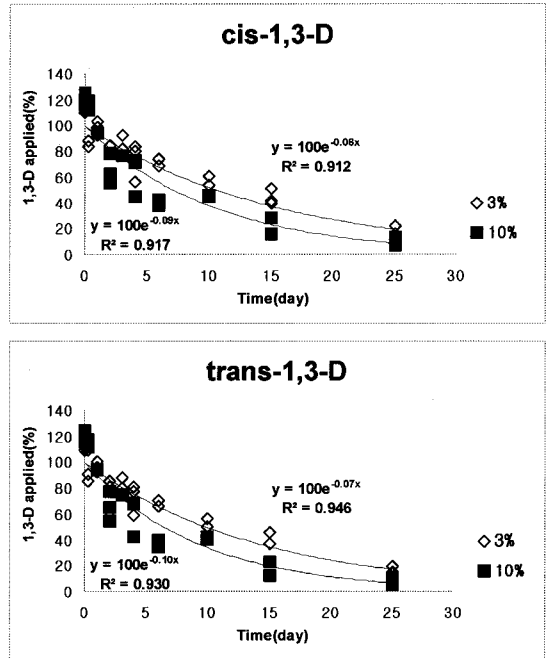 cis-1,3-D
140
120
100
80
60
40
20
0
1,3-D applied(%)
y = 100e^-0.06x
R² = 0.912
y = 100e^-0.09x
R² = 0.917
◇ 3%
■ 10%
0 5 10 15 20 25 30
Time(day)
trans-1,3-D
140
120
100
80
60
40
20
0
1,3-D applied(%)
y = 100e^-0.07x
R² = 0.946
y = 100e^-0.10x
R² = 0.930
◇ 3%
■ 10%
0 5 10 15 20 25 30
Time(day)